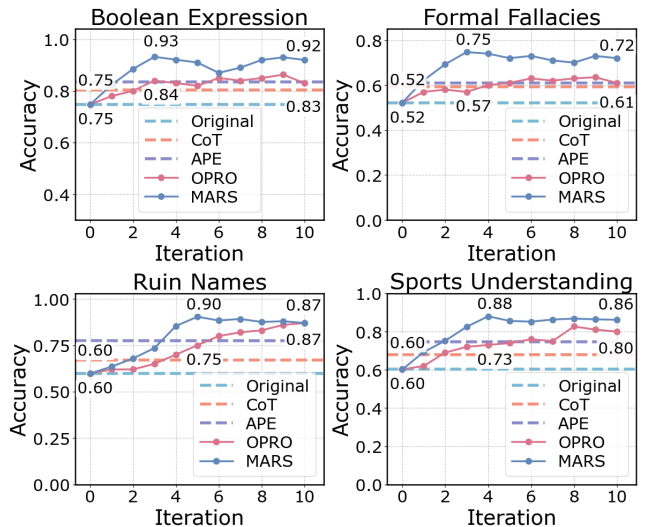 Boolean Expression
Accuracy
1.0
0.8
0.6
0.4
0.75
0.93
0.92
0.84
0.83
0.75
Original
CoT
APE
OPRO
MARS
0 2 4 6 8 10
Iteration
Formal Fallacies
Accuracy
0.8
0.6
0.4
0.2
0.0
0.52
0.75
0.72
0.57
0.61
0.52
Original
CoT
APE
OPRO
MARS
0 2 4 6 8 10
Iteration
Ruin Names
Accuracy
1.00
0.75
0.50
0.25
0.00
0.60
0.90
0.87
0.87
0.75
0.60
Original
CoT
APE
OPRO
MARS
0 2 4 6 8 10
Iteration
Sports Understanding
Accuracy
1.0
0.8
0.6
0.4
0.2
0.0
0.60
0.88
0.86
0.73
0.80
0.60
Original
CoT
APE
OPRO
MARS
0 2 4 6 8 10
Iteration